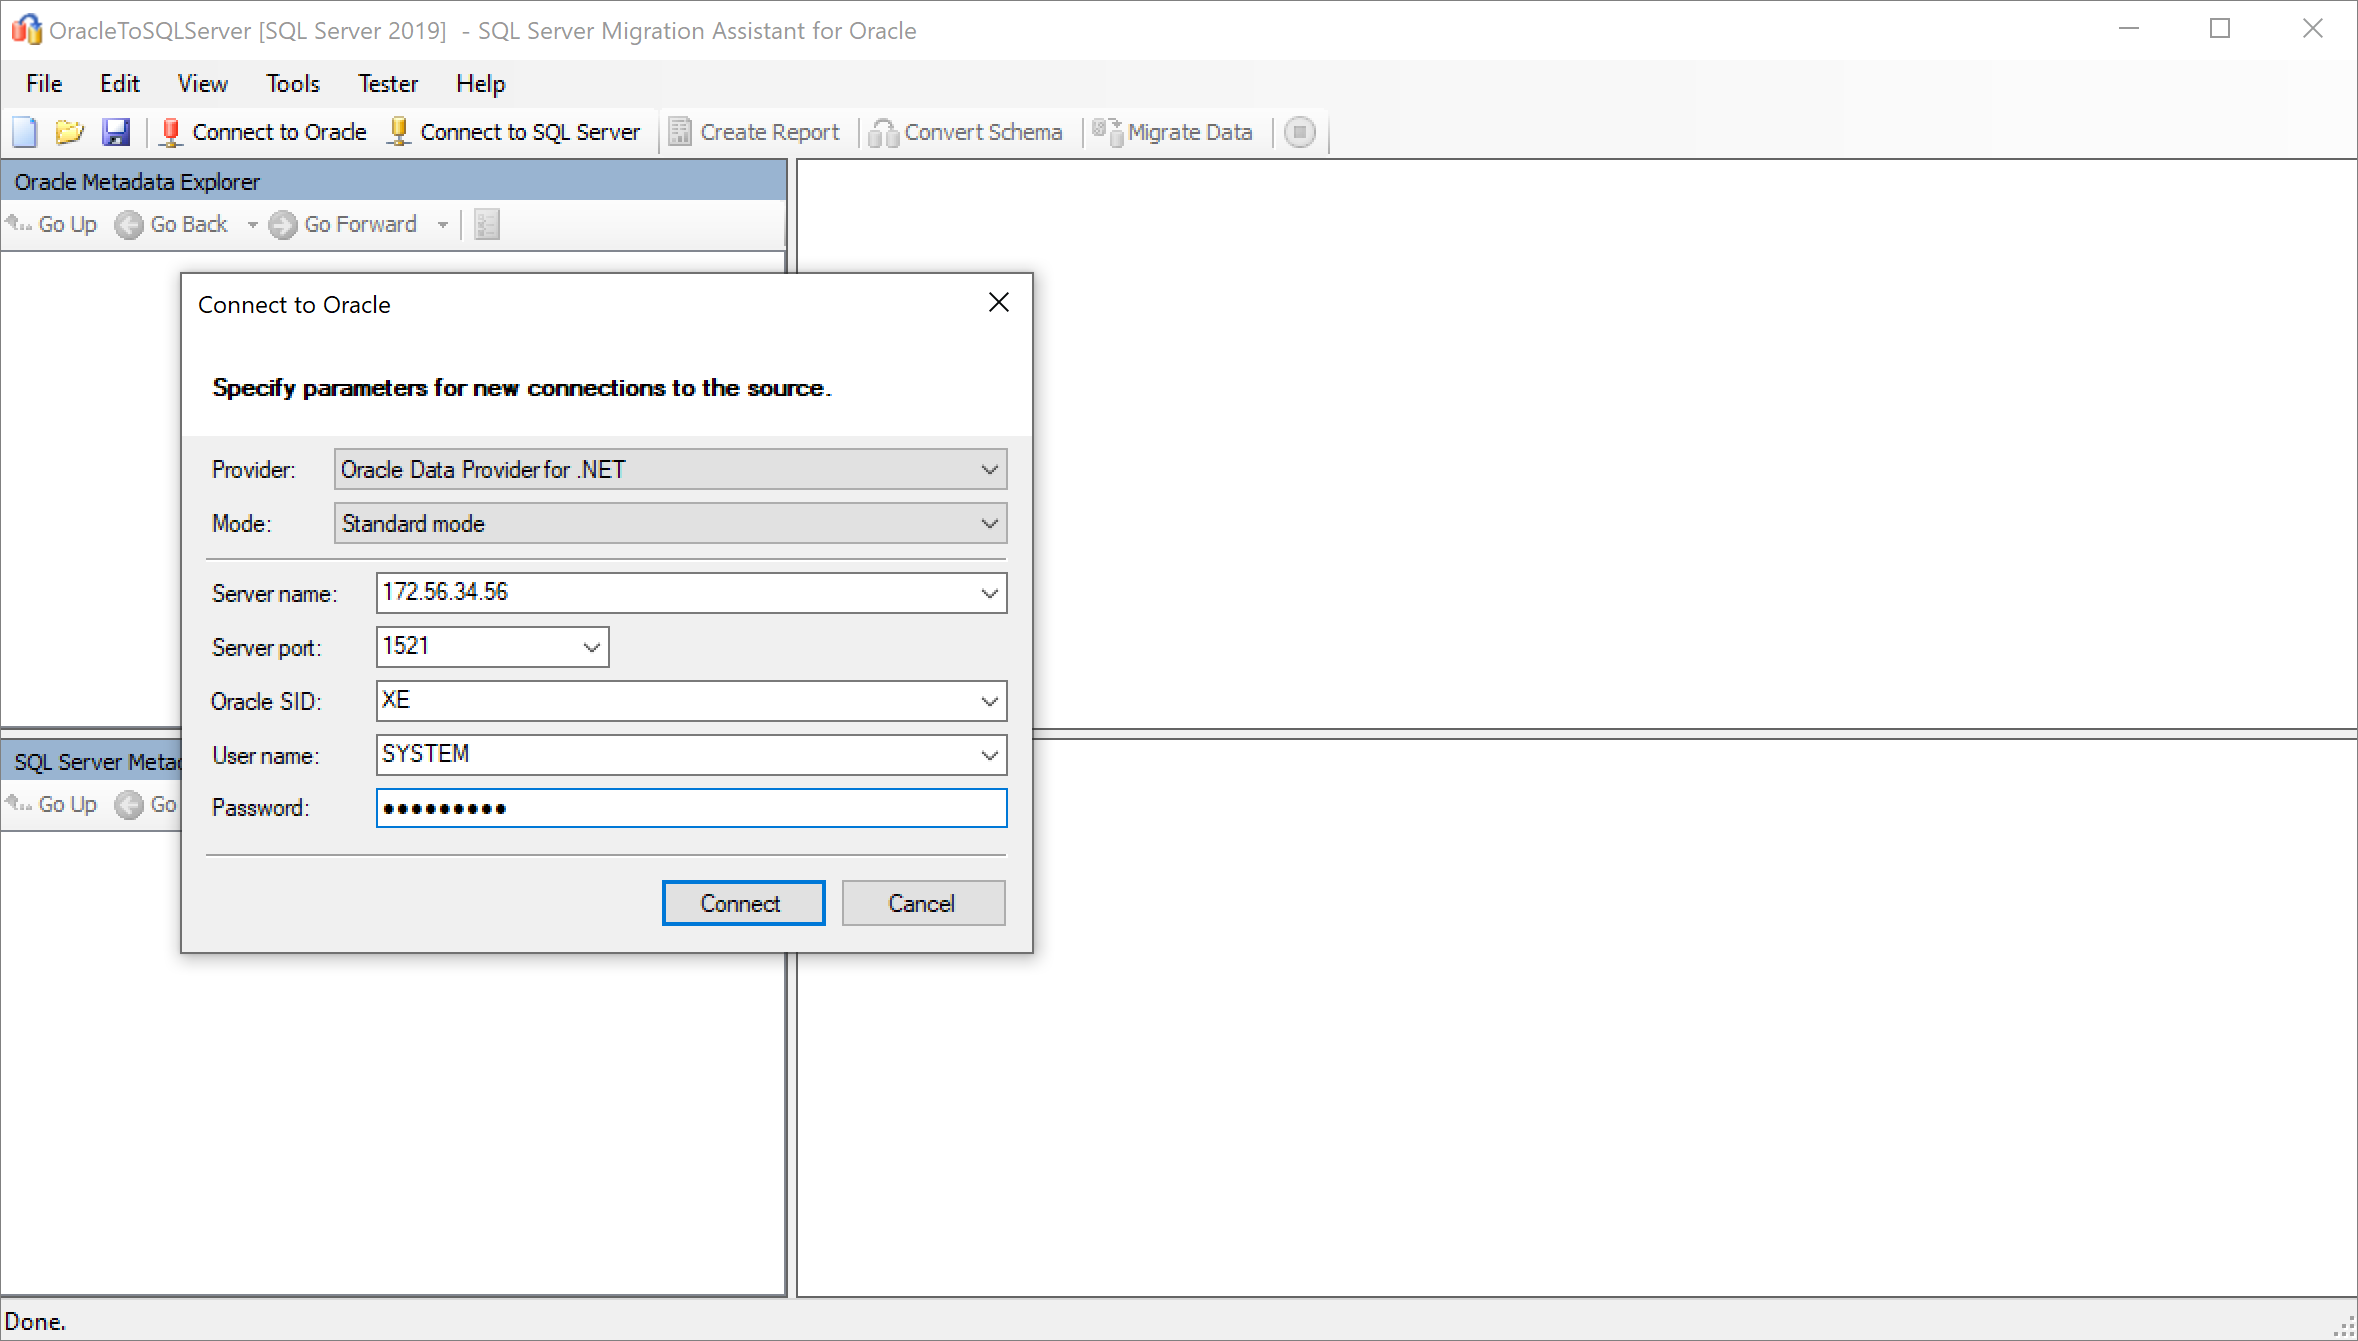 OracleToSQLServer [SQL Server 2019] - SQL Server Migration Assistant for Oracle
File Edit View Tools Tester Help
Connect to Oracle Connect to SQL Server Create Report Convert Schema Migrate Data
Oracle Metadata Explorer
Go Up Go Back Go Forward
Connect to Oracle
Specify parameters for new connections to the source.
Provider: Oracle Data Provider for .NET
Mode: Standard mode
Server name: 172.56.34.56
Server port: 1521
Oracle SID: XE
User name: SYSTEM
Password: ●●●●●●●●●
Connect Cancel
SQL Server Metad
Go Up Go
Done.